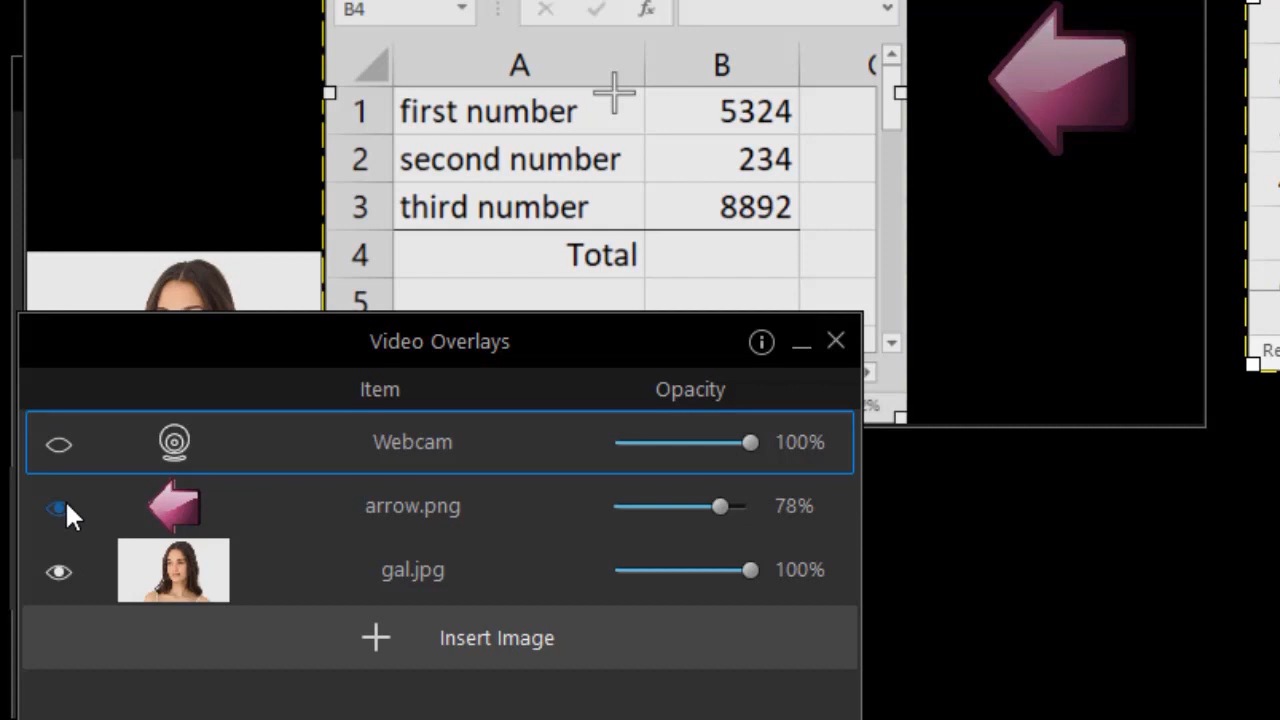 B4
fx
A B
1 first number 5324
2 second number 234
3 third number 8892
4 Total
5
Video Overlays
Item Opacity
Webcam 100%
arrow.png 78%
gal.jpg 100%
Insert Image